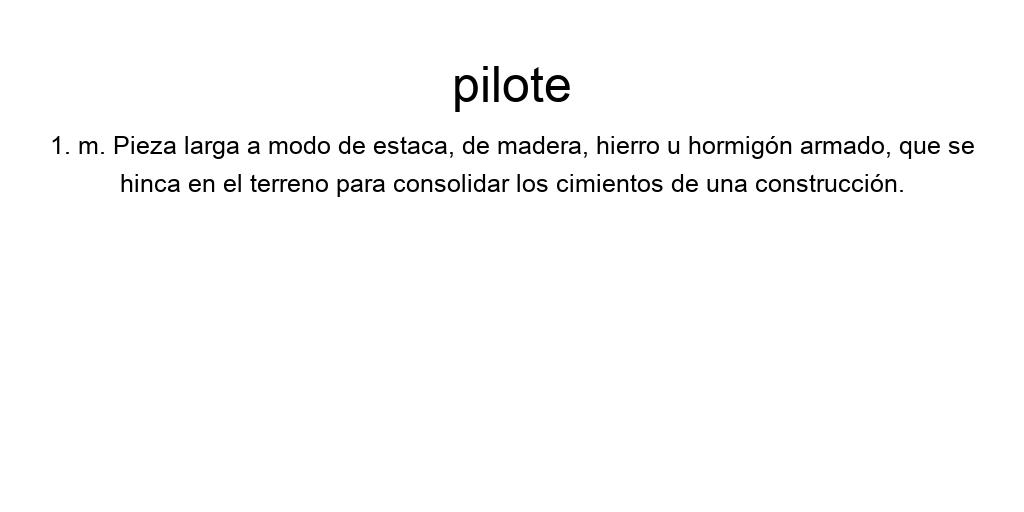 pilote
1. m. Pieza larga a modo de estaca, de madera, hierro u hormigón armado, que se
hinca en el terreno para consolidar los cimientos de una construcción.